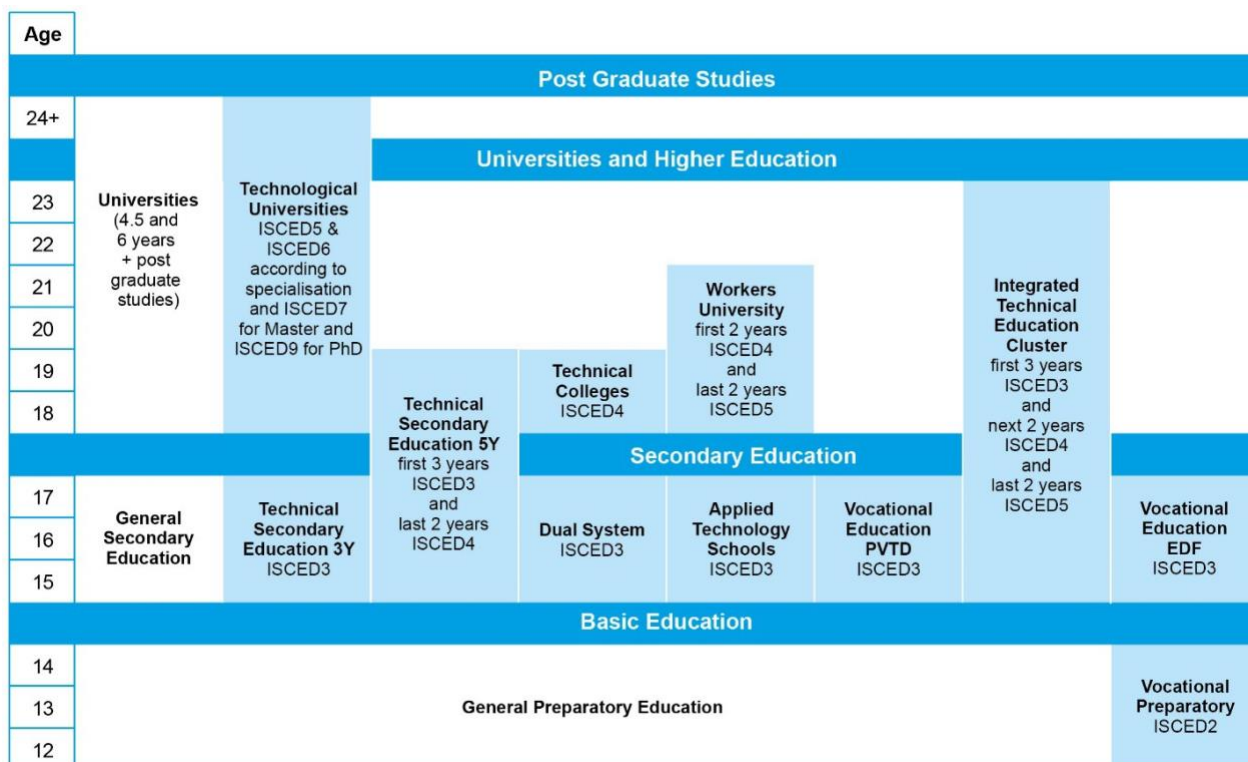 Age
Post Graduate Studies
24+
Universities and Higher Education
23
22
21
20
19
18
Universities
(4.5 and
6 years
+ post
graduate
studies)
Technological
Universities
ISCED5 &
ISCED6
according to
specialisation
and ISCED7
for Master and
ISCED9 for PhD
Technical
Secondary
Education 5Y
first 3 years
ISCED3
and
last 2 years
ISCED4
Technical
Colleges
ISCED4
Workers
University
first 2 years
ISCED4
and
last 2 years
ISCED5
Integrated
Technical
Education
Cluster
first 3 years
ISCED3
and
next 2 years
ISCED4
and
last 2 years
ISCED5
Secondary Education
17
16
15
General
Secondary
Education
Technical
Secondary
Education 3Y
ISCED3
Dual System
ISCED3
Applied
Technology
Schools
ISCED3
Vocational
Education
PVTD
ISCED3
Vocational
Education
EDF
ISCED3
Basic Education
14
13
12
General Preparatory Education
Vocational
Preparatory
ISCED2